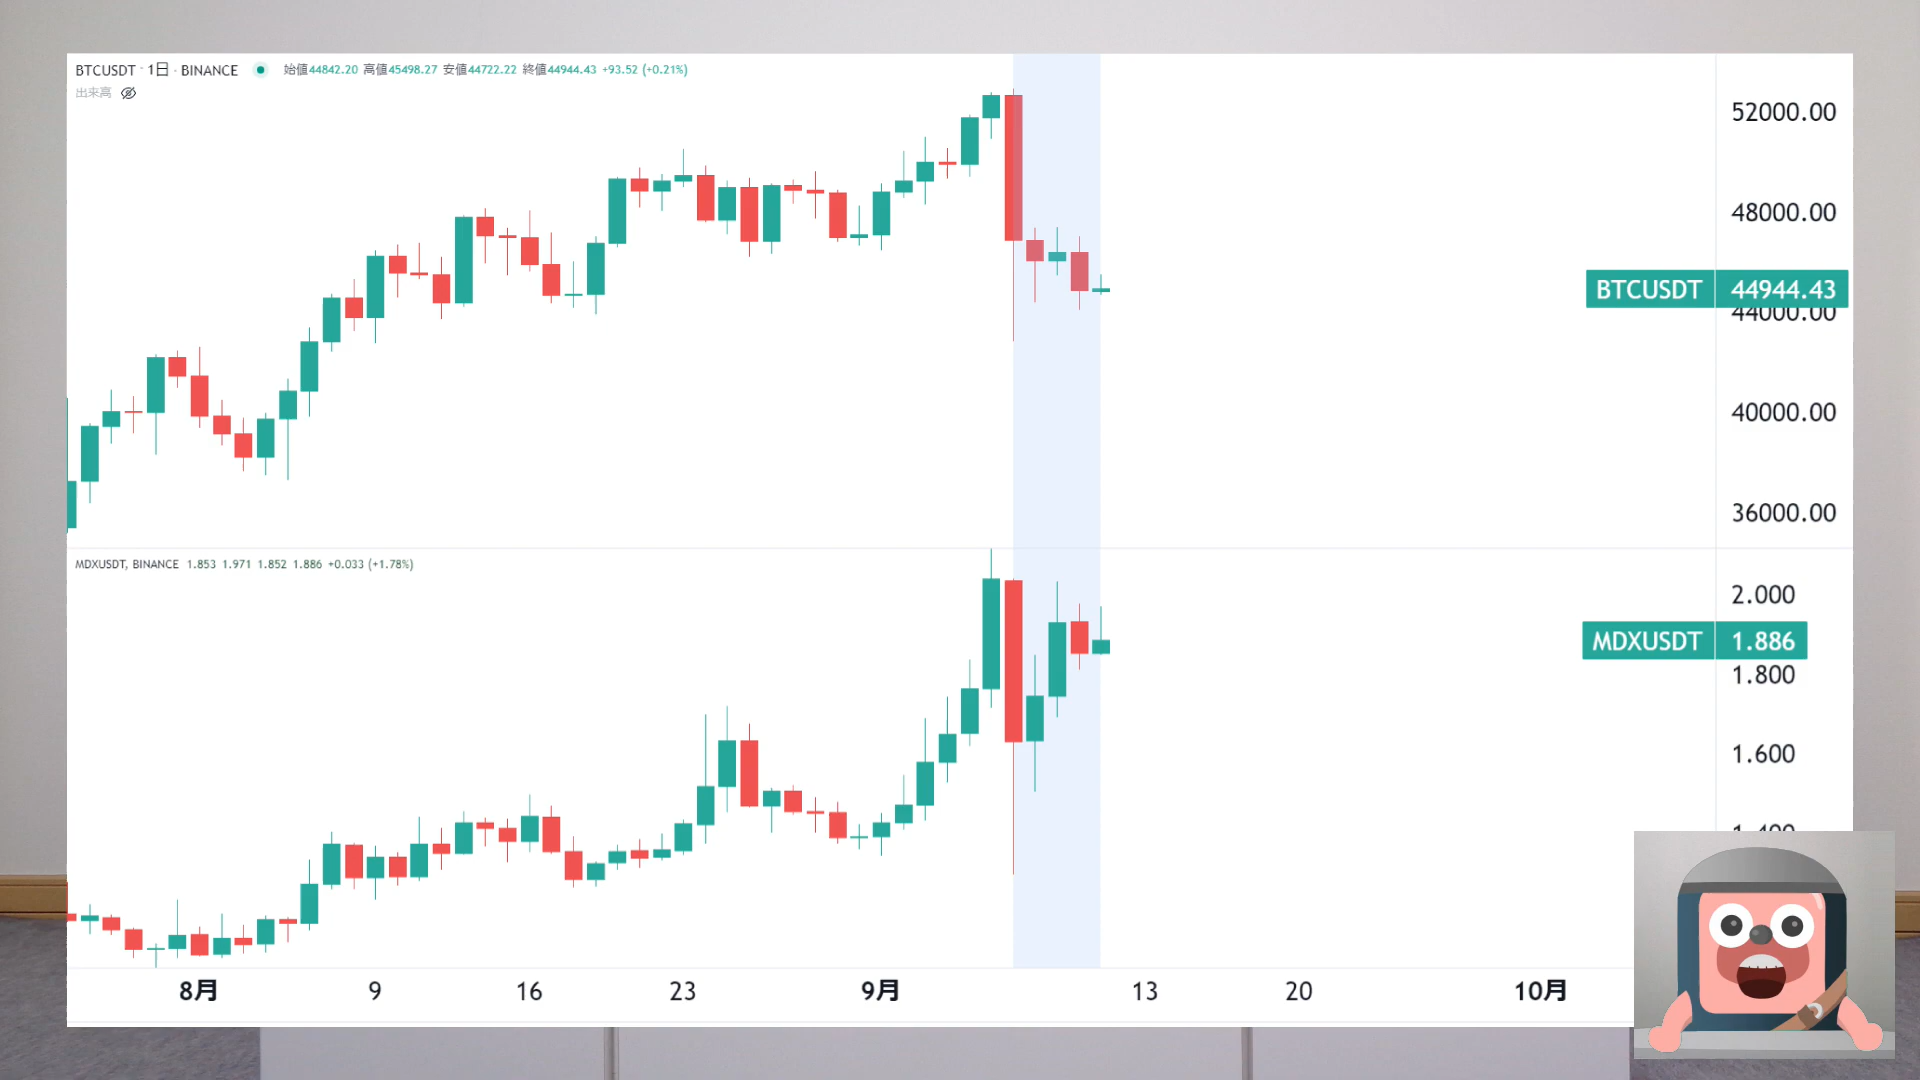 BTCUSDT · 1日 · BINANCE 始値44842.20 高値45498.27 安値44722.22 終値44944.43 +93.52 (+0.21%)
出来高
52000.00
48000.00
BTCUSDT 44944.43
44000.00
40000.00
36000.00
MDXUSDT, BINANCE 1.853 1.971 1.852 1.886 +0.033 (+1.78%)
2.000
MDXUSDT 1.886
1.800
1.600
1.400
8月 9 16 23 9月 13 20 10月